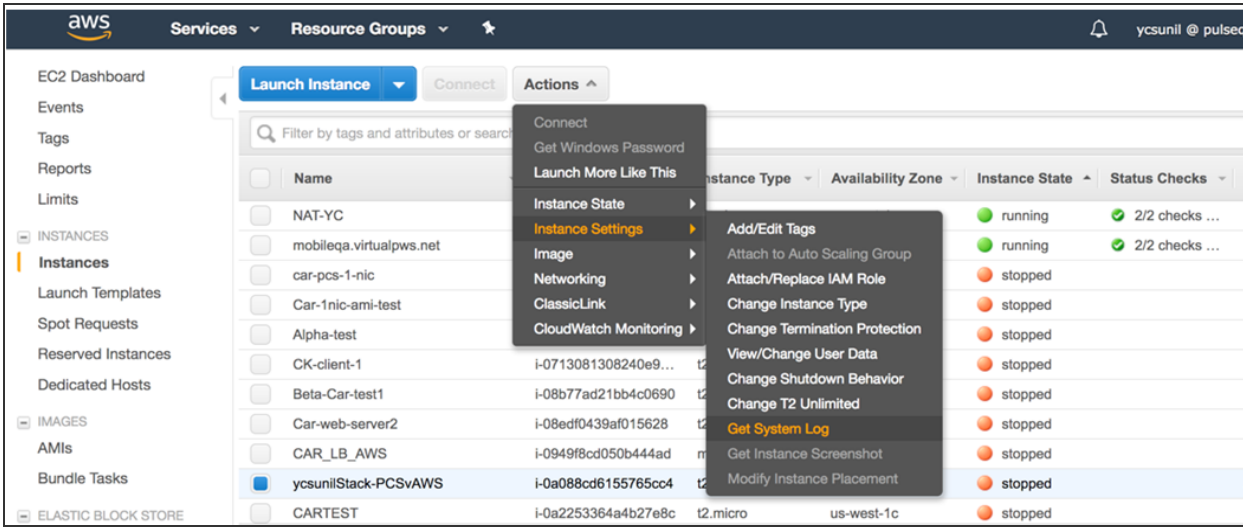 aws
Services
Resource Groups
ycsunil @ pulsed
EC2 Dashboard
Events
Tags
Reports
Limits
INSTANCES
Instances
Launch Templates
Spot Requests
Reserved Instances
Dedicated Hosts
IMAGES
AMIs
Bundle Tasks
ELASTIC BLOCK STORE
Launch Instance
Connect
Actions
Filter by tags and attributes or search
Connect
Get Windows Password
Launch More Like This
Instance State
Instance Settings
Image
Networking
ClassicLink
CloudWatch Monitoring
Add/Edit Tags
Attach to Auto Scaling Group
Attach/Replace IAM Role
Change Instance Type
Change Termination Protection
View/Change User Data
Change Shutdown Behavior
Change T2 Unlimited
Get System Log
Get Instance Screenshot
Modify Instance Placement
Name nstance Type Availability Zone Instance State Status Checks
NAT-YC running 2/2 checks ...
mobileqa.virtualpws.net running 2/2 checks ...
car-pcs-1-nic stopped
Car-1nic-ami-test stopped
Alpha-test stopped
CK-client-1 i-0713081308240e9... t2 stopped
Beta-Car-test1 i-08b77ad21bb4c0690 t2 stopped
Car-web-server2 i-08edf0439af015628 t2 stopped
CAR_LB_AWS i-0949f8cd050b444ad m stopped
ycsunilStack-PCSvAWS i-0a088cd6155765cc4 t2 stopped
CARTEST i-0a2253364a4b27e8c t2.micro us-west-1c stopped